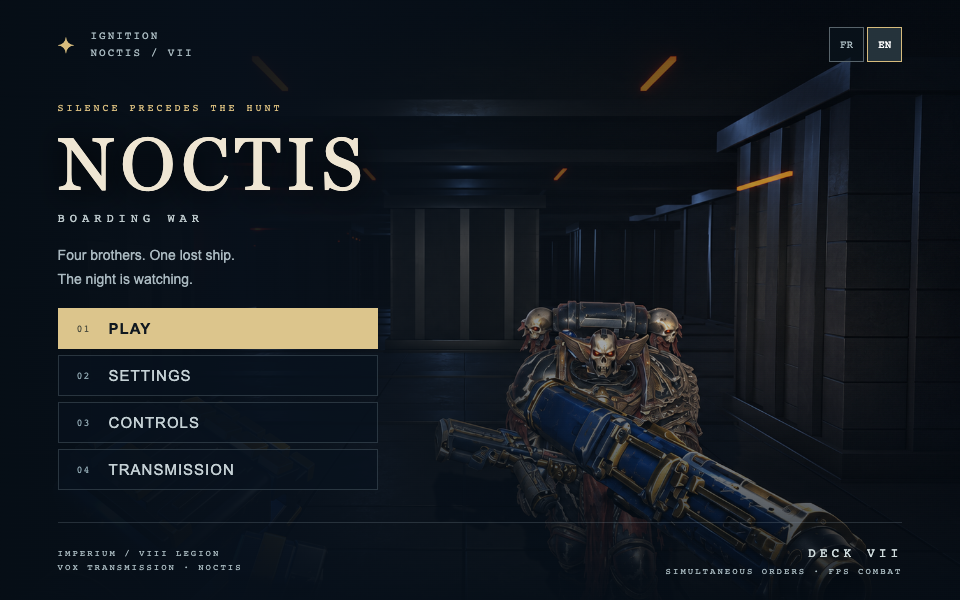 IGNITION
NOCTIS / VII
FR
EN
SILENCE PRECEDES THE HUNT
NOCTIS
BOARDING WAR
Four brothers. One lost ship.
The night is watching.
01 PLAY
02 SETTINGS
03 CONTROLS
04 TRANSMISSION
IMPERIUM / VIII LEGION
VOX TRANSMISSION · NOCTIS
DECK VII
SIMULTANEOUS ORDERS · FPS COMBAT